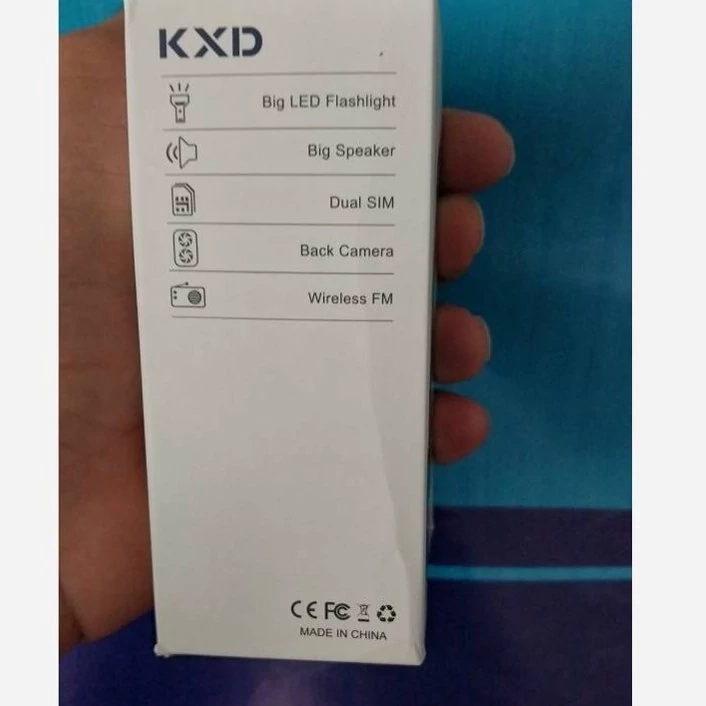 KXD
Big LED Flashlight
Big Speaker
Dual SIM
Back Camera
Wireless FM
CE FC
MADE IN CHINA